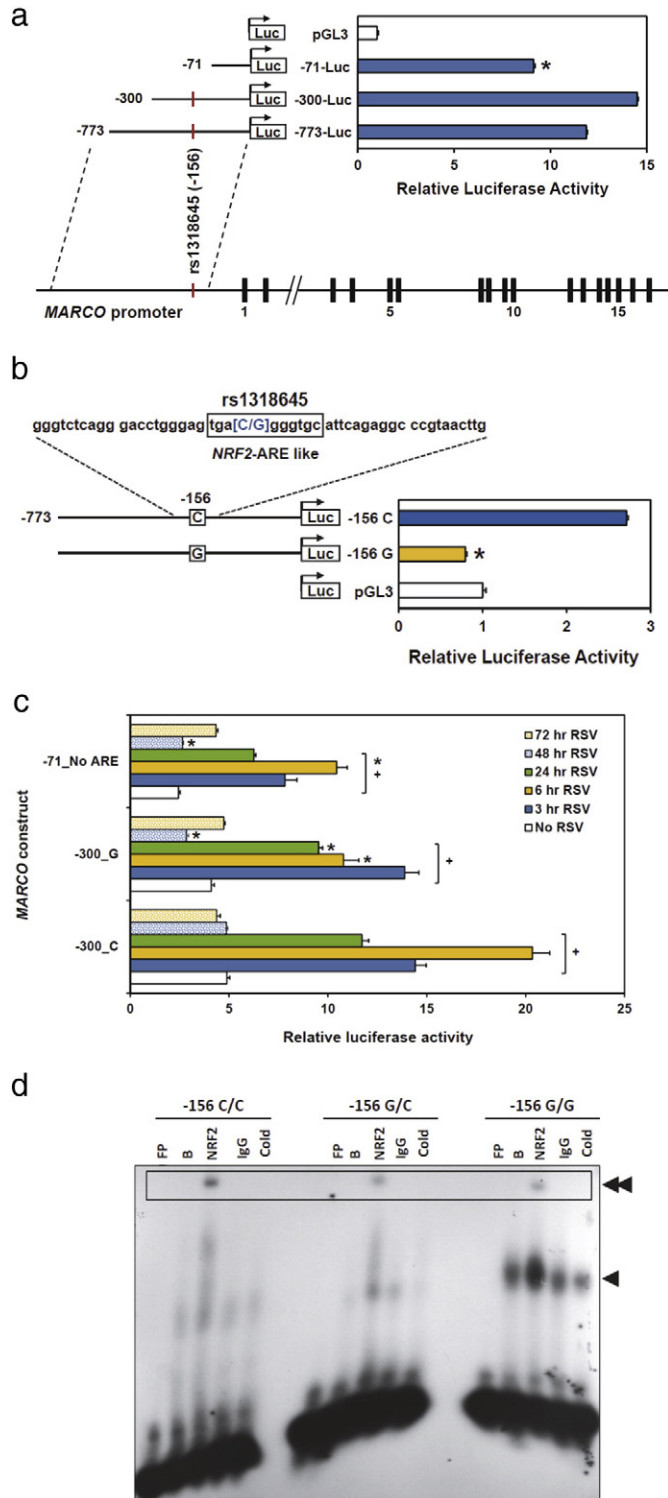 a
Luc
pGL3
-71
Luc
-71-Luc
*
-300
Luc
-300-Luc
-773
Luc
-773-Luc
0 5 10 15
Relative Luciferase Activity
rs1318645 (-156)
MARCO promoter
1 5 10 15
b
rs1318645
gggtctcagg gacctgggag tga[C/G]gggtgc attcagaggc ccgtaacttg
NRF2-ARE like
-156
-773
C
Luc
-156 C
G
Luc
-156 G
*
Luc
pGL3
0 1 2 3
Relative Luciferase Activity
c
MARCO construct
-71_No ARE
*
*
+
-300_G
*
*
*
+
-300_C
+
72 hr RSV
48 hr RSV
24 hr RSV
6 hr RSV
3 hr RSV
No RSV
0 5 10 15 20 25
Relative luciferase activity
d
-156 C/C -156 G/C -156 G/G
FP B NRF2 IgG Cold FP B NRF2 IgG Cold FP B NRF2 IgG Cold